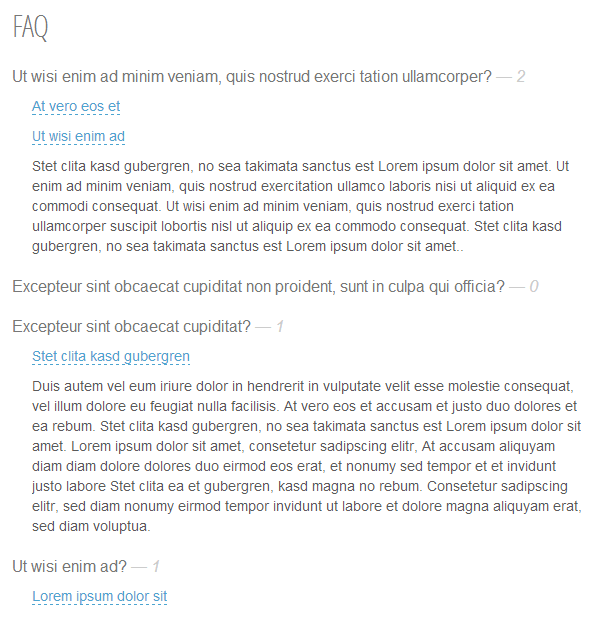 FAQ
Ut wisi enim ad minim veniam, quis nostrud exerci tation ullamcorper? — 2
At vero eos et
Ut wisi enim ad
Stet clita kasd gubergren, no sea takimata sanctus est Lorem ipsum dolor sit amet. Ut
enim ad minim veniam, quis nostrud exercitation ullamco laboris nisi ut aliquid ex ea
commodi consequat. Ut wisi enim ad minim veniam, quis nostrud exerci tation
ullamcorper suscipit lobortis nisl ut aliquip ex ea commodo consequat. Stet clita kasd
gubergren, no sea takimata sanctus est Lorem ipsum dolor sit amet..
Excepteur sint obcaecat cupiditat non proident, sunt in culpa qui officia? — 0
Excepteur sint obcaecat cupiditat? — 1
Stet clita kasd gubergren
Duis autem vel eum iriure dolor in hendrerit in vulputate velit esse molestie consequat,
vel illum dolore eu feugiat nulla facilisis. At vero eos et accusam et justo duo dolores et
ea rebum. Stet clita kasd gubergren, no sea takimata sanctus est Lorem ipsum dolor sit
amet. Lorem ipsum dolor sit amet, consetetur sadipscing elitr, At accusam aliquyam
diam diam dolore dolores duo eirmod eos erat, et nonumy sed tempor et et invidunt
justo labore Stet clita ea et gubergren, kasd magna no rebum. Consetetur sadipscing
elitr, sed diam nonumy eirmod tempor invidunt ut labore et dolore magna aliquyam erat,
sed diam voluptua.
Ut wisi enim ad? — 1
Lorem ipsum dolor sit